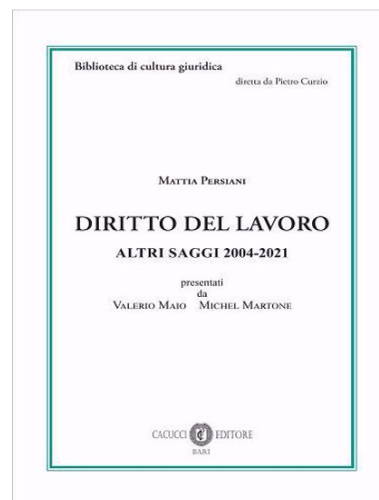 Biblioteca di cultura giuridica
diretta da Pietro Curzio
MATTIA PERSIANI
DIRITTO DEL LAVORO
ALTRI SAGGI 2004-2021
presentati
da
VALERIO MAIO MICHEL MARTONE
CACUCCI EDITORE
BARI